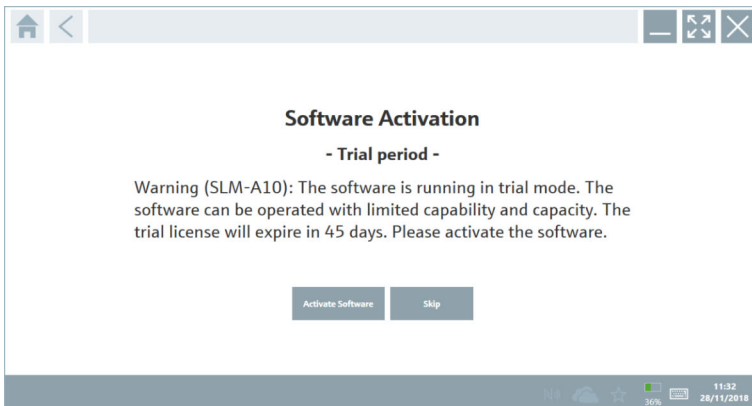 Software Activation
- Trial period -
Warning (SLM-A10): The software is running in trial mode. The
software can be operated with limited capability and capacity. The
trial license will expire in 45 days. Please activate the software.
Activate Software
Skip
36%
11:32
28/11/2018